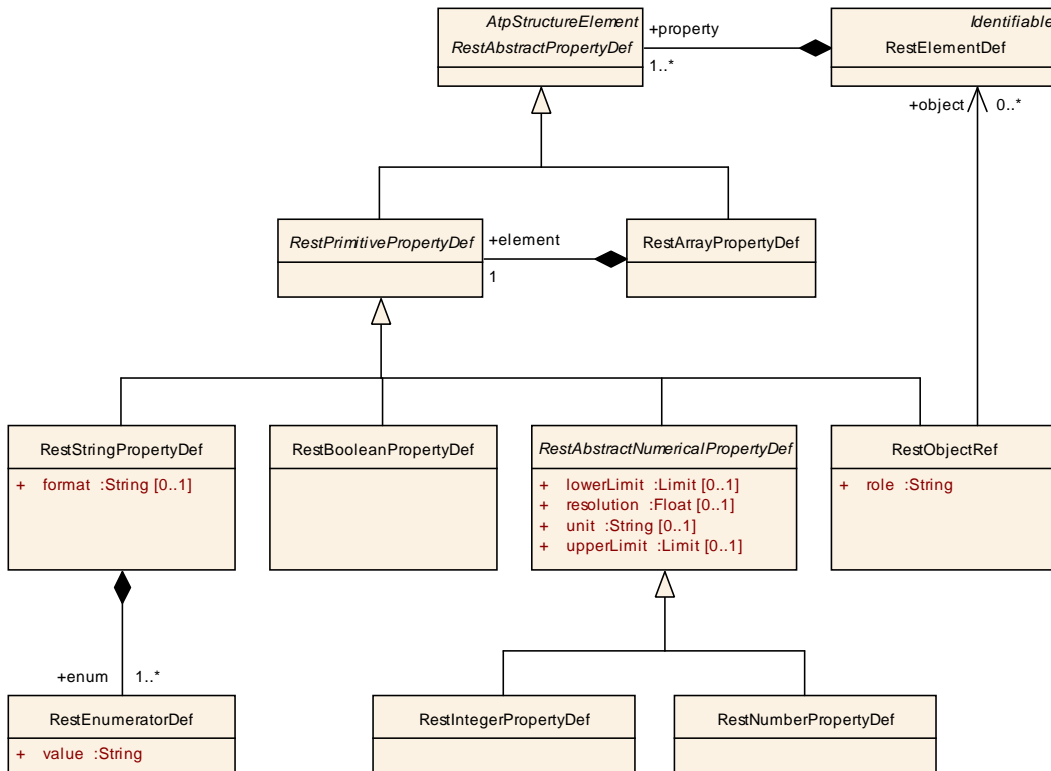 AtpStructureElement
RestAbstractPropertyDef
+property
1..*
Identifiable
RestElementDef
+object
0..*
RestPrimitivePropertyDef
+element
1
RestArrayPropertyDef
RestStringPropertyDef
+ format :String [0..1]
RestBooleanPropertyDef
RestAbstractNumericalPropertyDef
+ lowerLimit :Limit [0..1]
+ resolution :Float [0..1]
+ unit :String [0..1]
+ upperLimit :Limit [0..1]
RestObjectRef
+ role :String
+enum
1..*
RestEnumeratorDef
+ value :String
RestIntegerPropertyDef
RestNumberPropertyDef